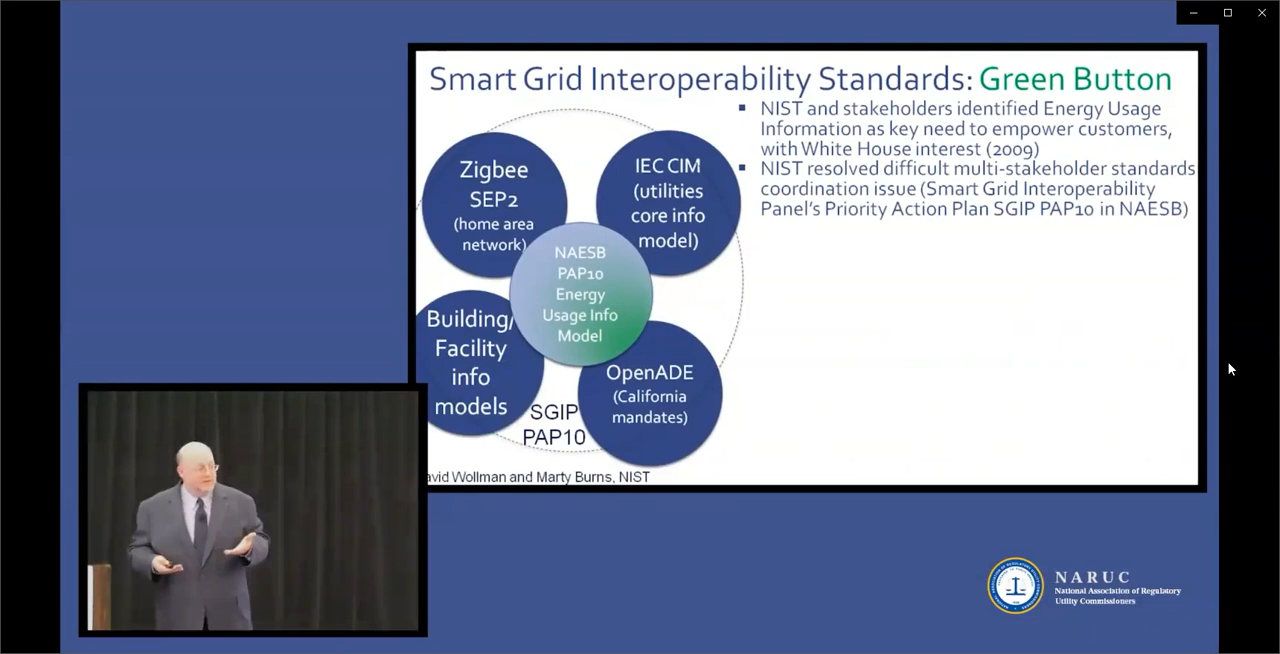 Smart Grid Interoperability Standards: Green Button
Zigbee
SEP2
(home area
network)
IEC CIM
(utilities
core info
model)
NAESB
PAP10
Energy
Usage Info
Model
Building/
Facility
info
models
OpenADE
(California
mandates)
SGIP
PAP10
avid Wollman and Marty Burns, NIST
▪ NIST and stakeholders identified Energy Usage
Information as key need to empower customers,
with White House interest (2009)
▪ NIST resolved difficult multi-stakeholder standards
coordination issue (Smart Grid Interoperability
Panel's Priority Action Plan SGIP PAP10 in NAESB)
NARUC
National Association of Regulatory
Utility Commissioners